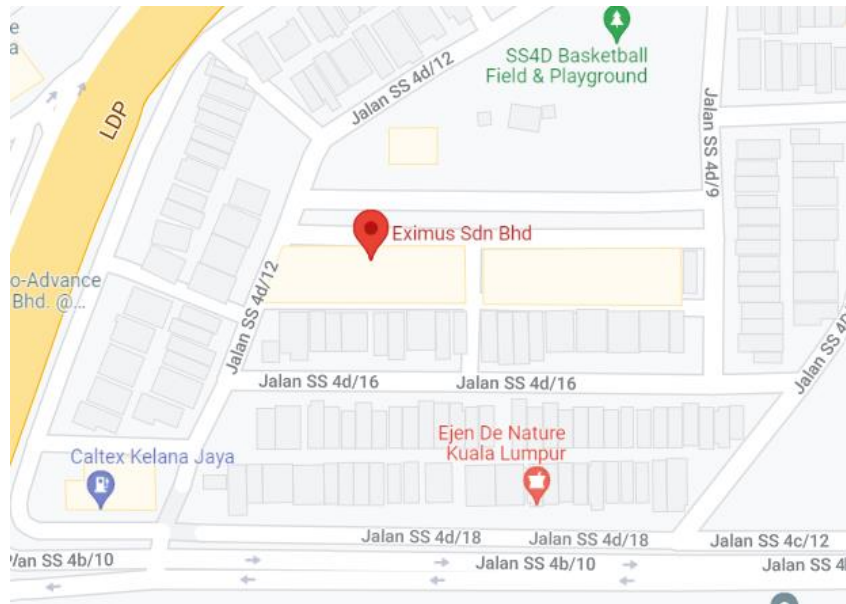 e
a
SS4D Basketball
Field & Playground
Jalan SS 4d/12
LDP
Jalan SS 4d/9
Eximus Sdn Bhd
o-Advance
Bhd. @...
Jalan SS 4d/12
Jalan SS 4d/16
Jalan SS 4d/16
Jalan SS 4D
Ejen De Nature
Kuala Lumpur
Caltex Kelana Jaya
Jalan SS 4d/18
Jalan SS 4d/18
Jalan SS 4c/12
an SS 4b/10
Jalan SS 4b/10
Jalan SS 4